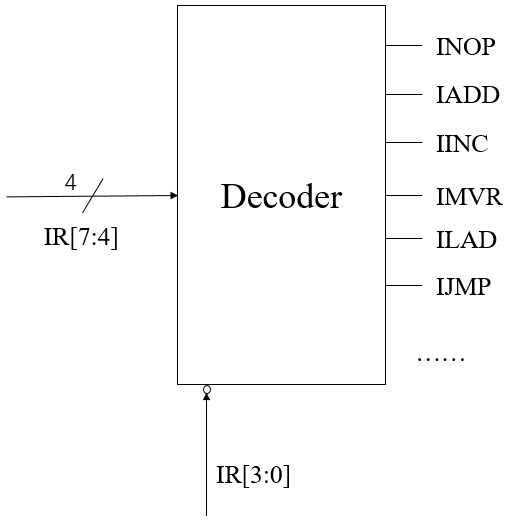 INOP
IADD
IINC
4
Decoder
IMVR
IR[7:4]
ILAD
IJMP
……
IR[3:0]